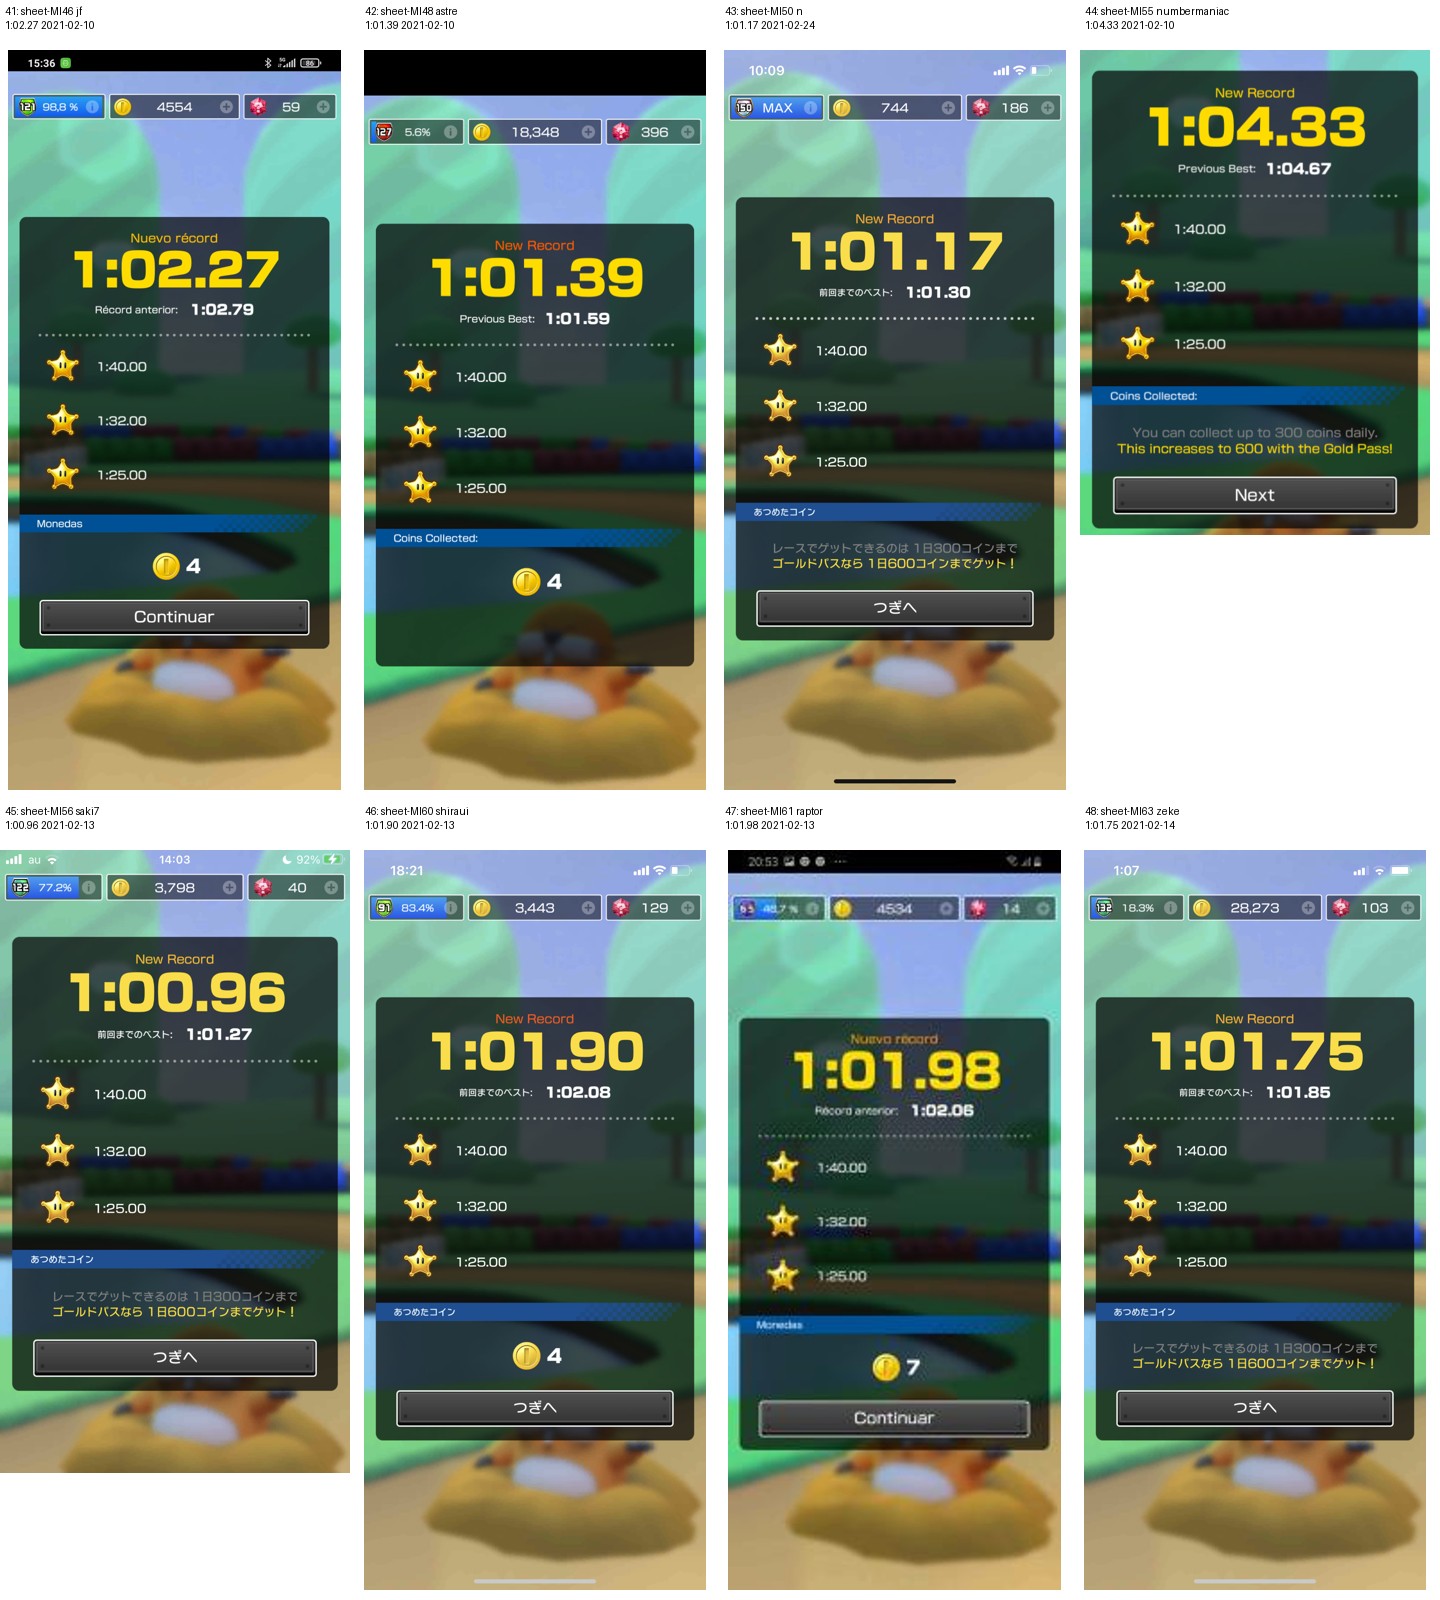 41: sheet-MI46 jf
1:02.27 2021-02-10
15:36
5G
86
121 98,8 % i 4554 + 59 +
Nuevo récord
1:02.27
Récord anterior: 1:02.79
1:40.00
1:32.00
1:25.00
Monedas
4
Continuar
42: sheet-MI48 astre
1:01.39 2021-02-10
127 5.6% i 18,348 + 396 +
New Record
1:01.39
Previous Best: 1:01.59
1:40.00
1:32.00
1:25.00
Coins Collected:
4
43: sheet-MI50 n
1:01.17 2021-02-24
10:09
150 MAX i 744 + 186 +
New Record
1:01.17
前回までのベスト: 1:01.30
1:40.00
1:32.00
1:25.00
あつめたコイン
レースでゲットできるのは 1日300コインまで
ゴールドパスなら 1日600コインまでゲット!
つぎへ
44: sheet-MI55 numbermaniac
1:04.33 2021-02-10
New Record
1:04.33
Previous Best: 1:04.67
1:40.00
1:32.00
1:25.00
Coins Collected:
You can collect up to 300 coins daily.
This increases to 600 with the Gold Pass!
Next
45: sheet-MI56 saki7
1:00.96 2021-02-13
au 14:03 92%
122 77.2% i 3,798 + 40 +
New Record
1:00.96
前回までのベスト: 1:01.27
1:40.00
1:32.00
1:25.00
あつめたコイン
レースでゲットできるのは 1日300コインまで
ゴールドパスなら 1日600コインまでゲット!
つぎへ
46: sheet-MI60 shiraui
1:01.90 2021-02-13
18:21
91 83.4% i 3,443 + 129 +
New Record
1:01.90
前回までのベスト: 1:02.08
1:40.00
1:32.00
1:25.00
あつめたコイン
4
つぎへ
47: sheet-MI61 raptor
1:01.98 2021-02-13
20:53
48,7 % 4534 + 14 +
Nuevo récord
1:01.98
Récord anterior: 1:02.06
1:40.00
1:32.00
1:25.00
Monedas
7
Continuar
48: sheet-MI63 zeke
1:01.75 2021-02-14
1:07
132 18.3% i 28,273 + 103 +
New Record
1:01.75
前回までのベスト: 1:01.85
1:40.00
1:32.00
1:25.00
あつめたコイン
レースでゲットできるのは 1日300コインまで
ゴールドパスなら 1日600コインまでゲット!
つぎへ